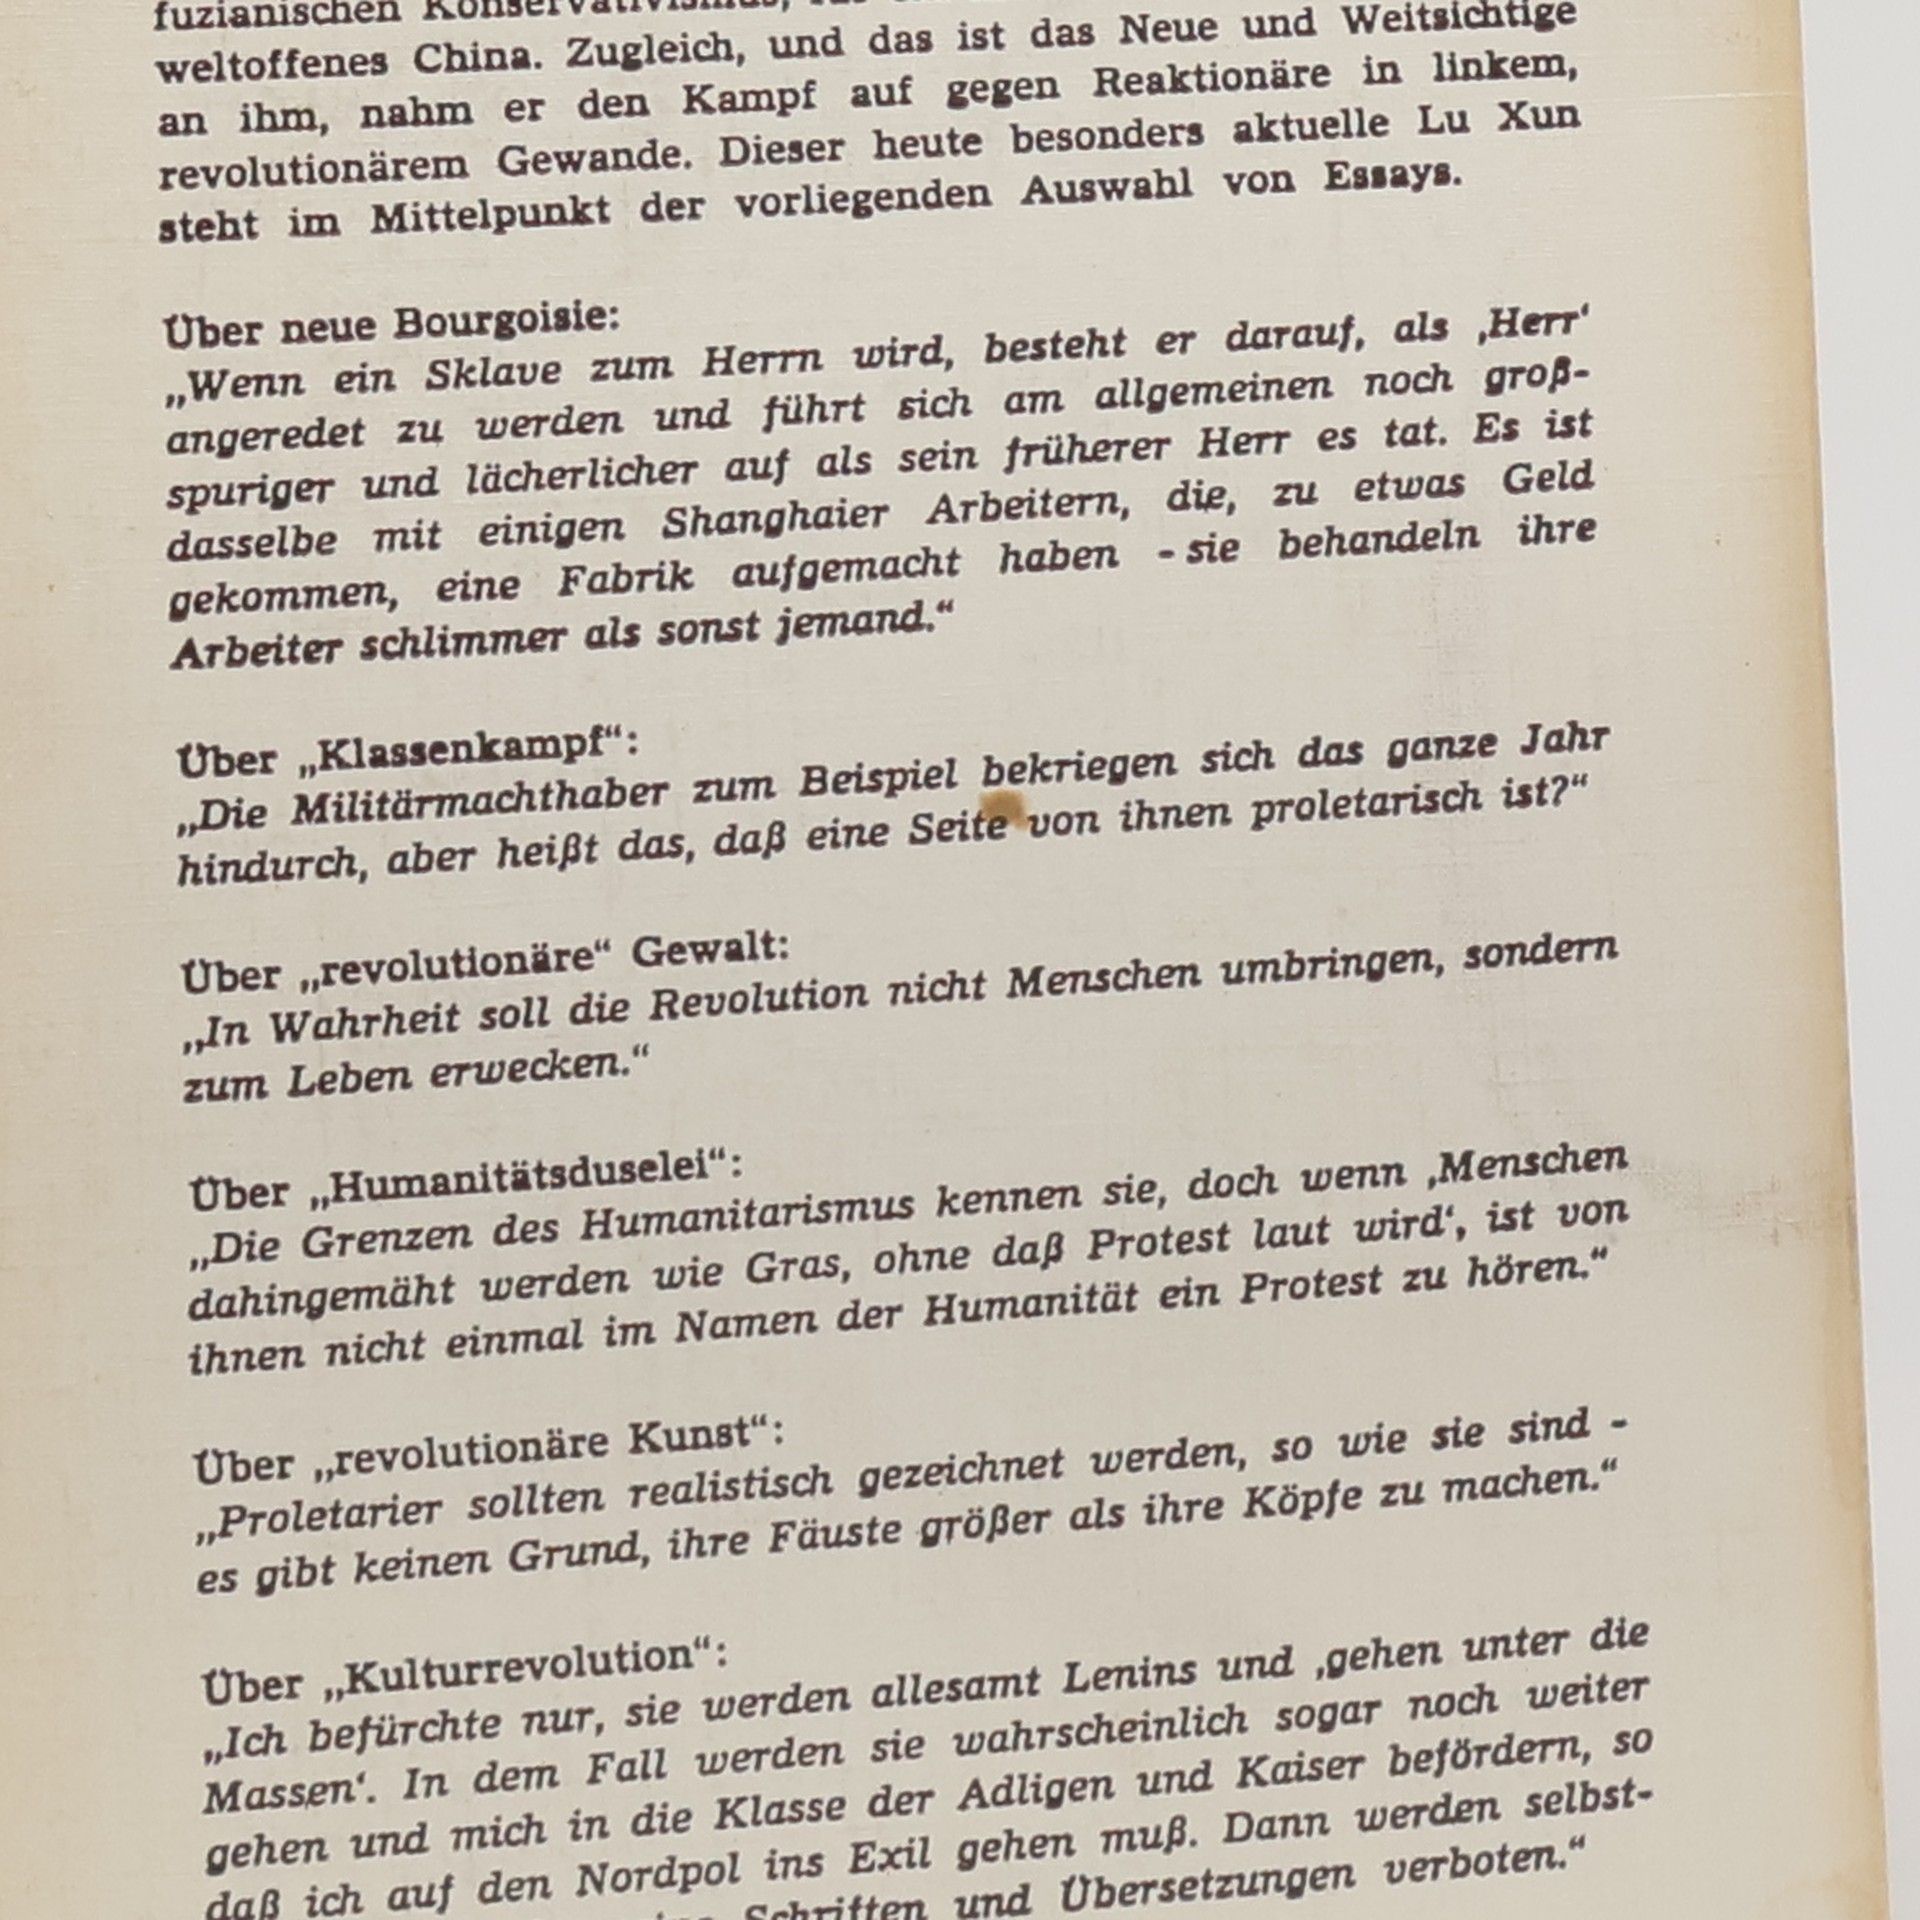 fuzianischen Konservativismus,
weltoffenes China. Zugleich, und das ist das Neue und Weitsichtige
an ihm, nahm er den Kampf auf gegen Reaktionäre in linkem,
revolutionärem Gewande. Dieser heute besonders aktuelle Lu Xun
steht im Mittelpunkt der vorliegenden Auswahl von Essays.
Über neue Bourgoisie:
„Wenn ein Sklave zum Herrn wird, besteht er darauf, als ‚Herr‘
angeredet zu werden und führt sich am allgemeinen noch groß-
spuriger und lächerlicher auf als sein früherer Herr es tat. Es ist
dasselbe mit einigen Shanghaier Arbeitern, die, zu etwas Geld
gekommen, eine Fabrik aufgemacht haben - sie behandeln ihre
Arbeiter schlimmer als sonst jemand.“
Über „Klassenkampf“:
„Die Militärmachthaber zum Beispiel bekriegen sich das ganze Jahr
hindurch, aber heißt das, daß eine Seite von ihnen proletarisch ist?“
Über „revolutionäre“ Gewalt:
„In Wahrheit soll die Revolution nicht Menschen umbringen, sondern
zum Leben erwecken.“
Über „Humanitätsduselei“:
„Die Grenzen des Humanitarismus kennen sie, doch wenn ‚Menschen
dahingemäht werden wie Gras, ohne daß Protest laut wird‘, ist von
ihnen nicht einmal im Namen der Humanität ein Protest zu hören.“
Über „revolutionäre Kunst“:
„Proletarier sollten realistisch gezeichnet werden, so wie sie sind -
es gibt keinen Grund, ihre Fäuste größer als ihre Köpfe zu machen.“
Über „Kulturrevolution“:
„Ich befürchte nur, sie werden allesamt Lenins und ‚gehen unter die
Massen‘. In dem Fall werden sie wahrscheinlich sogar noch weiter
gehen und mich in die Klasse der Adligen und Kaiser befördern, so
daß ich auf den Nordpol ins Exil gehen muß. Dann werden selbst-
Schriften und Übersetzungen verboten.“